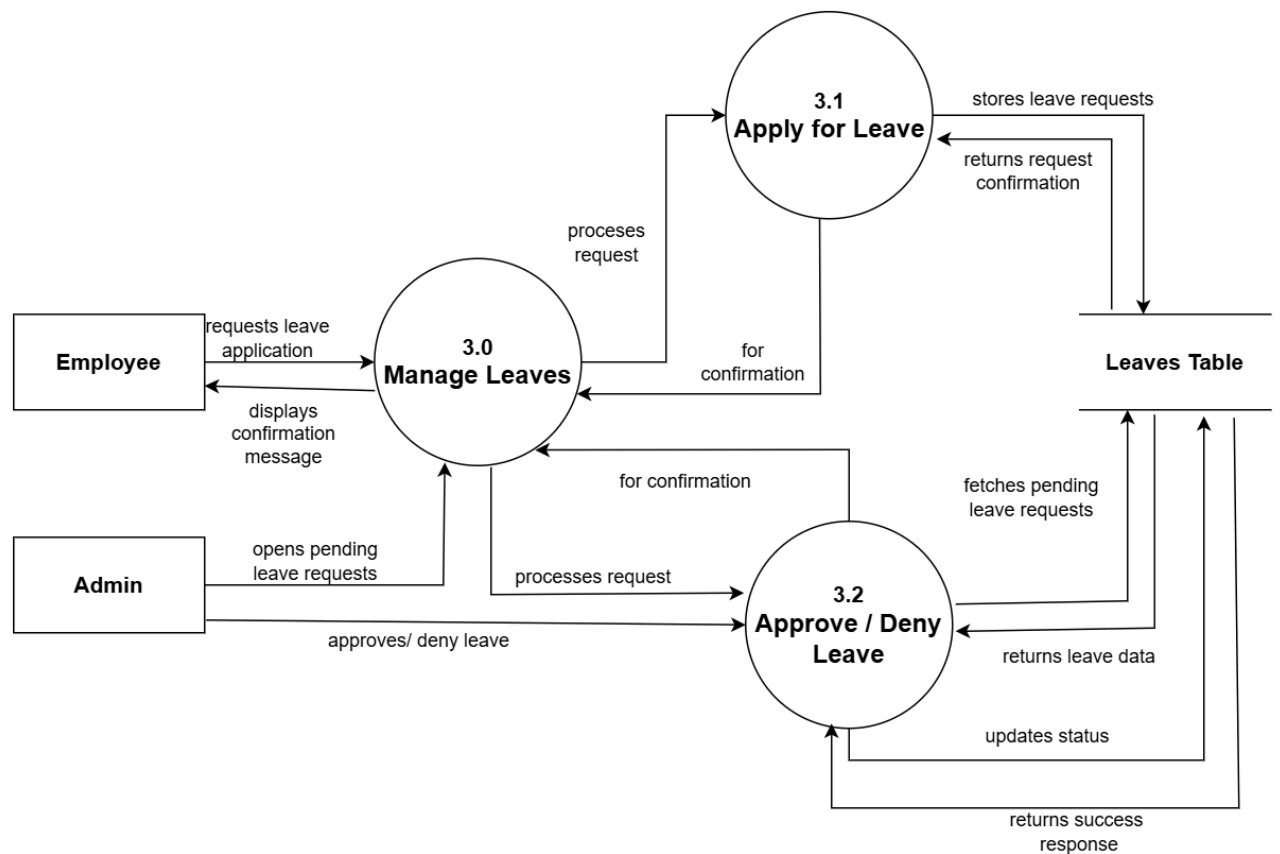 3.1
Apply for Leave
stores leave requests
returns request
confirmation
proceses
request
requests leave
application
Employee
3.0
Manage Leaves
for
confirmation
Leaves Table
displays
confirmation
message
for confirmation
fetches pending
leave requests
opens pending
leave requests
Admin
processes request
3.2
Approve / Deny
Leave
approves/ deny leave
returns leave data
updates status
returns success
response